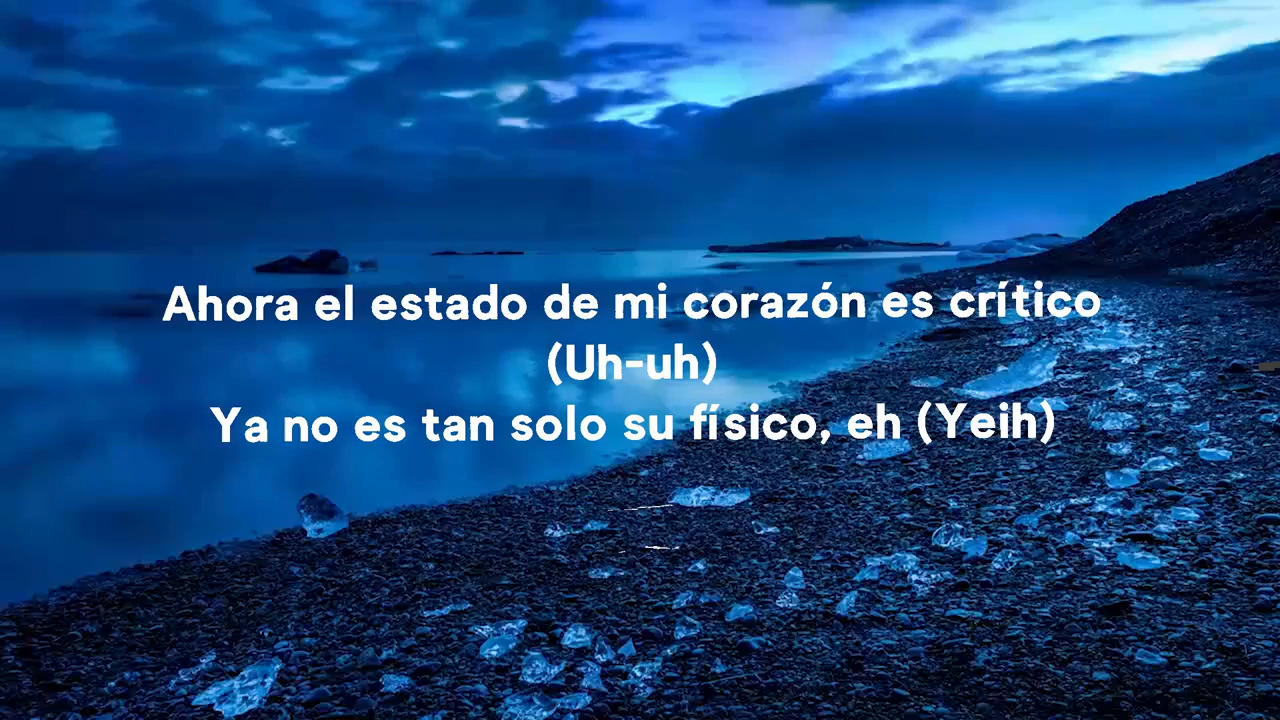 Ahora el estado de mi corazón es crítico
(Uh-uh)
Ya no es tan solo su físico, eh (Yeih)